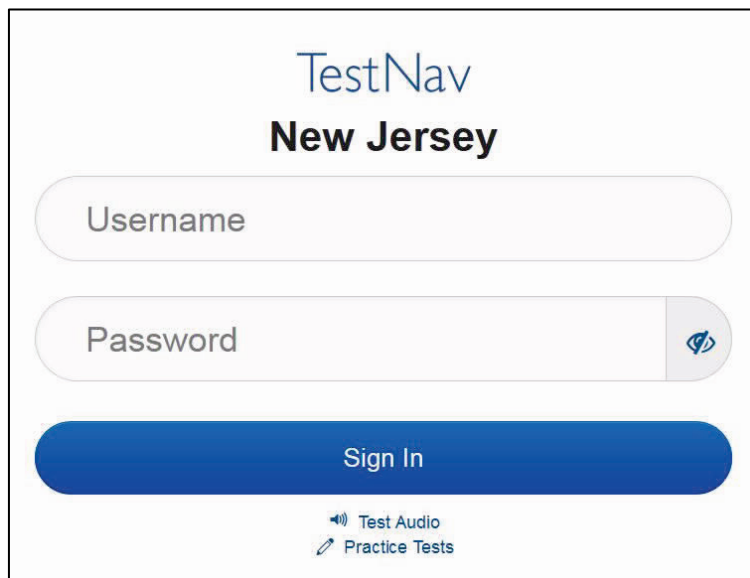 TestNav
New Jersey
Username
Password
Sign In
Test Audio
Practice Tests